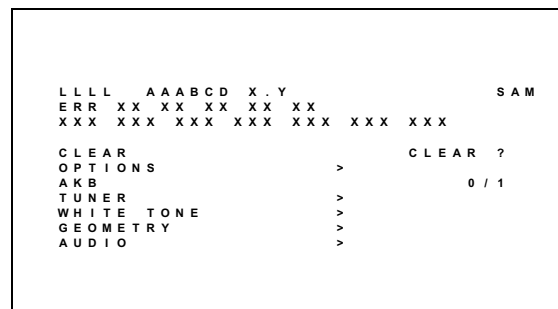 LLLL AAABCD X.Y SAM
ERR XX XX XX XX XX
XXX XXX XXX XXX XXX XXX XXX
CLEAR CLEAR ?
OPTIONS >
AKB 0/1
TUNER >
WHITE TONE >
GEOMETRY >
AUDIO >